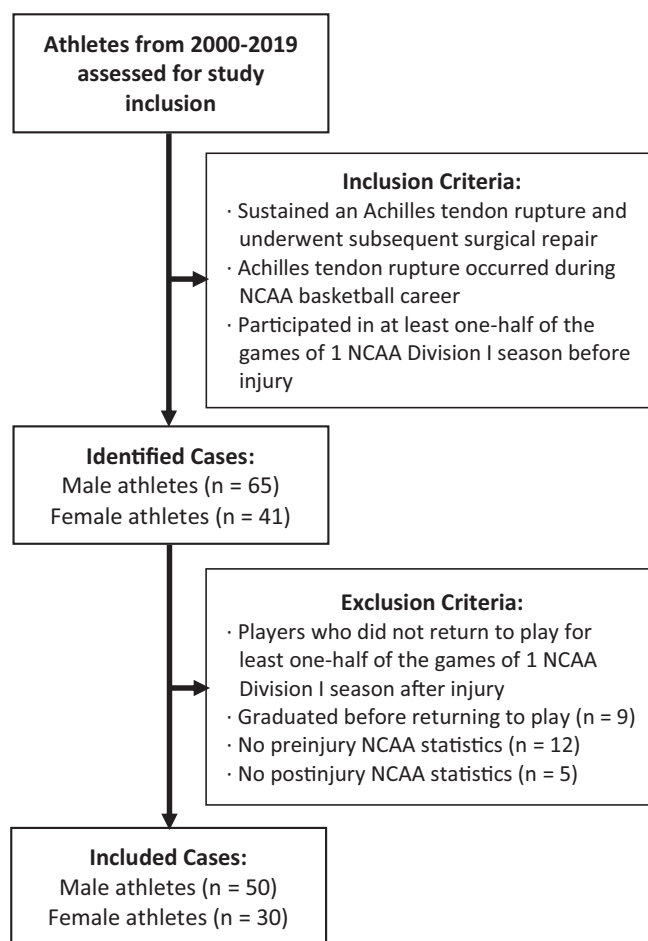 Athletes from 2000-2019
assessed for study
inclusion
Inclusion Criteria:
· Sustained an Achilles tendon rupture and
underwent subsequent surgical repair
· Achilles tendon rupture occurred during
NCAA basketball career
· Participated in at least one-half of the
games of 1 NCAA Division I season before
injury
Identified Cases:
Male athletes (n = 65)
Female athletes (n = 41)
Exclusion Criteria:
· Players who did not return to play for
least one-half of the games of 1 NCAA
Division I season after injury
· Graduated before returning to play (n = 9)
· No preinjury NCAA statistics (n = 12)
· No postinjury NCAA statistics (n = 5)
Included Cases:
Male athletes (n = 50)
Female athletes (n = 30)